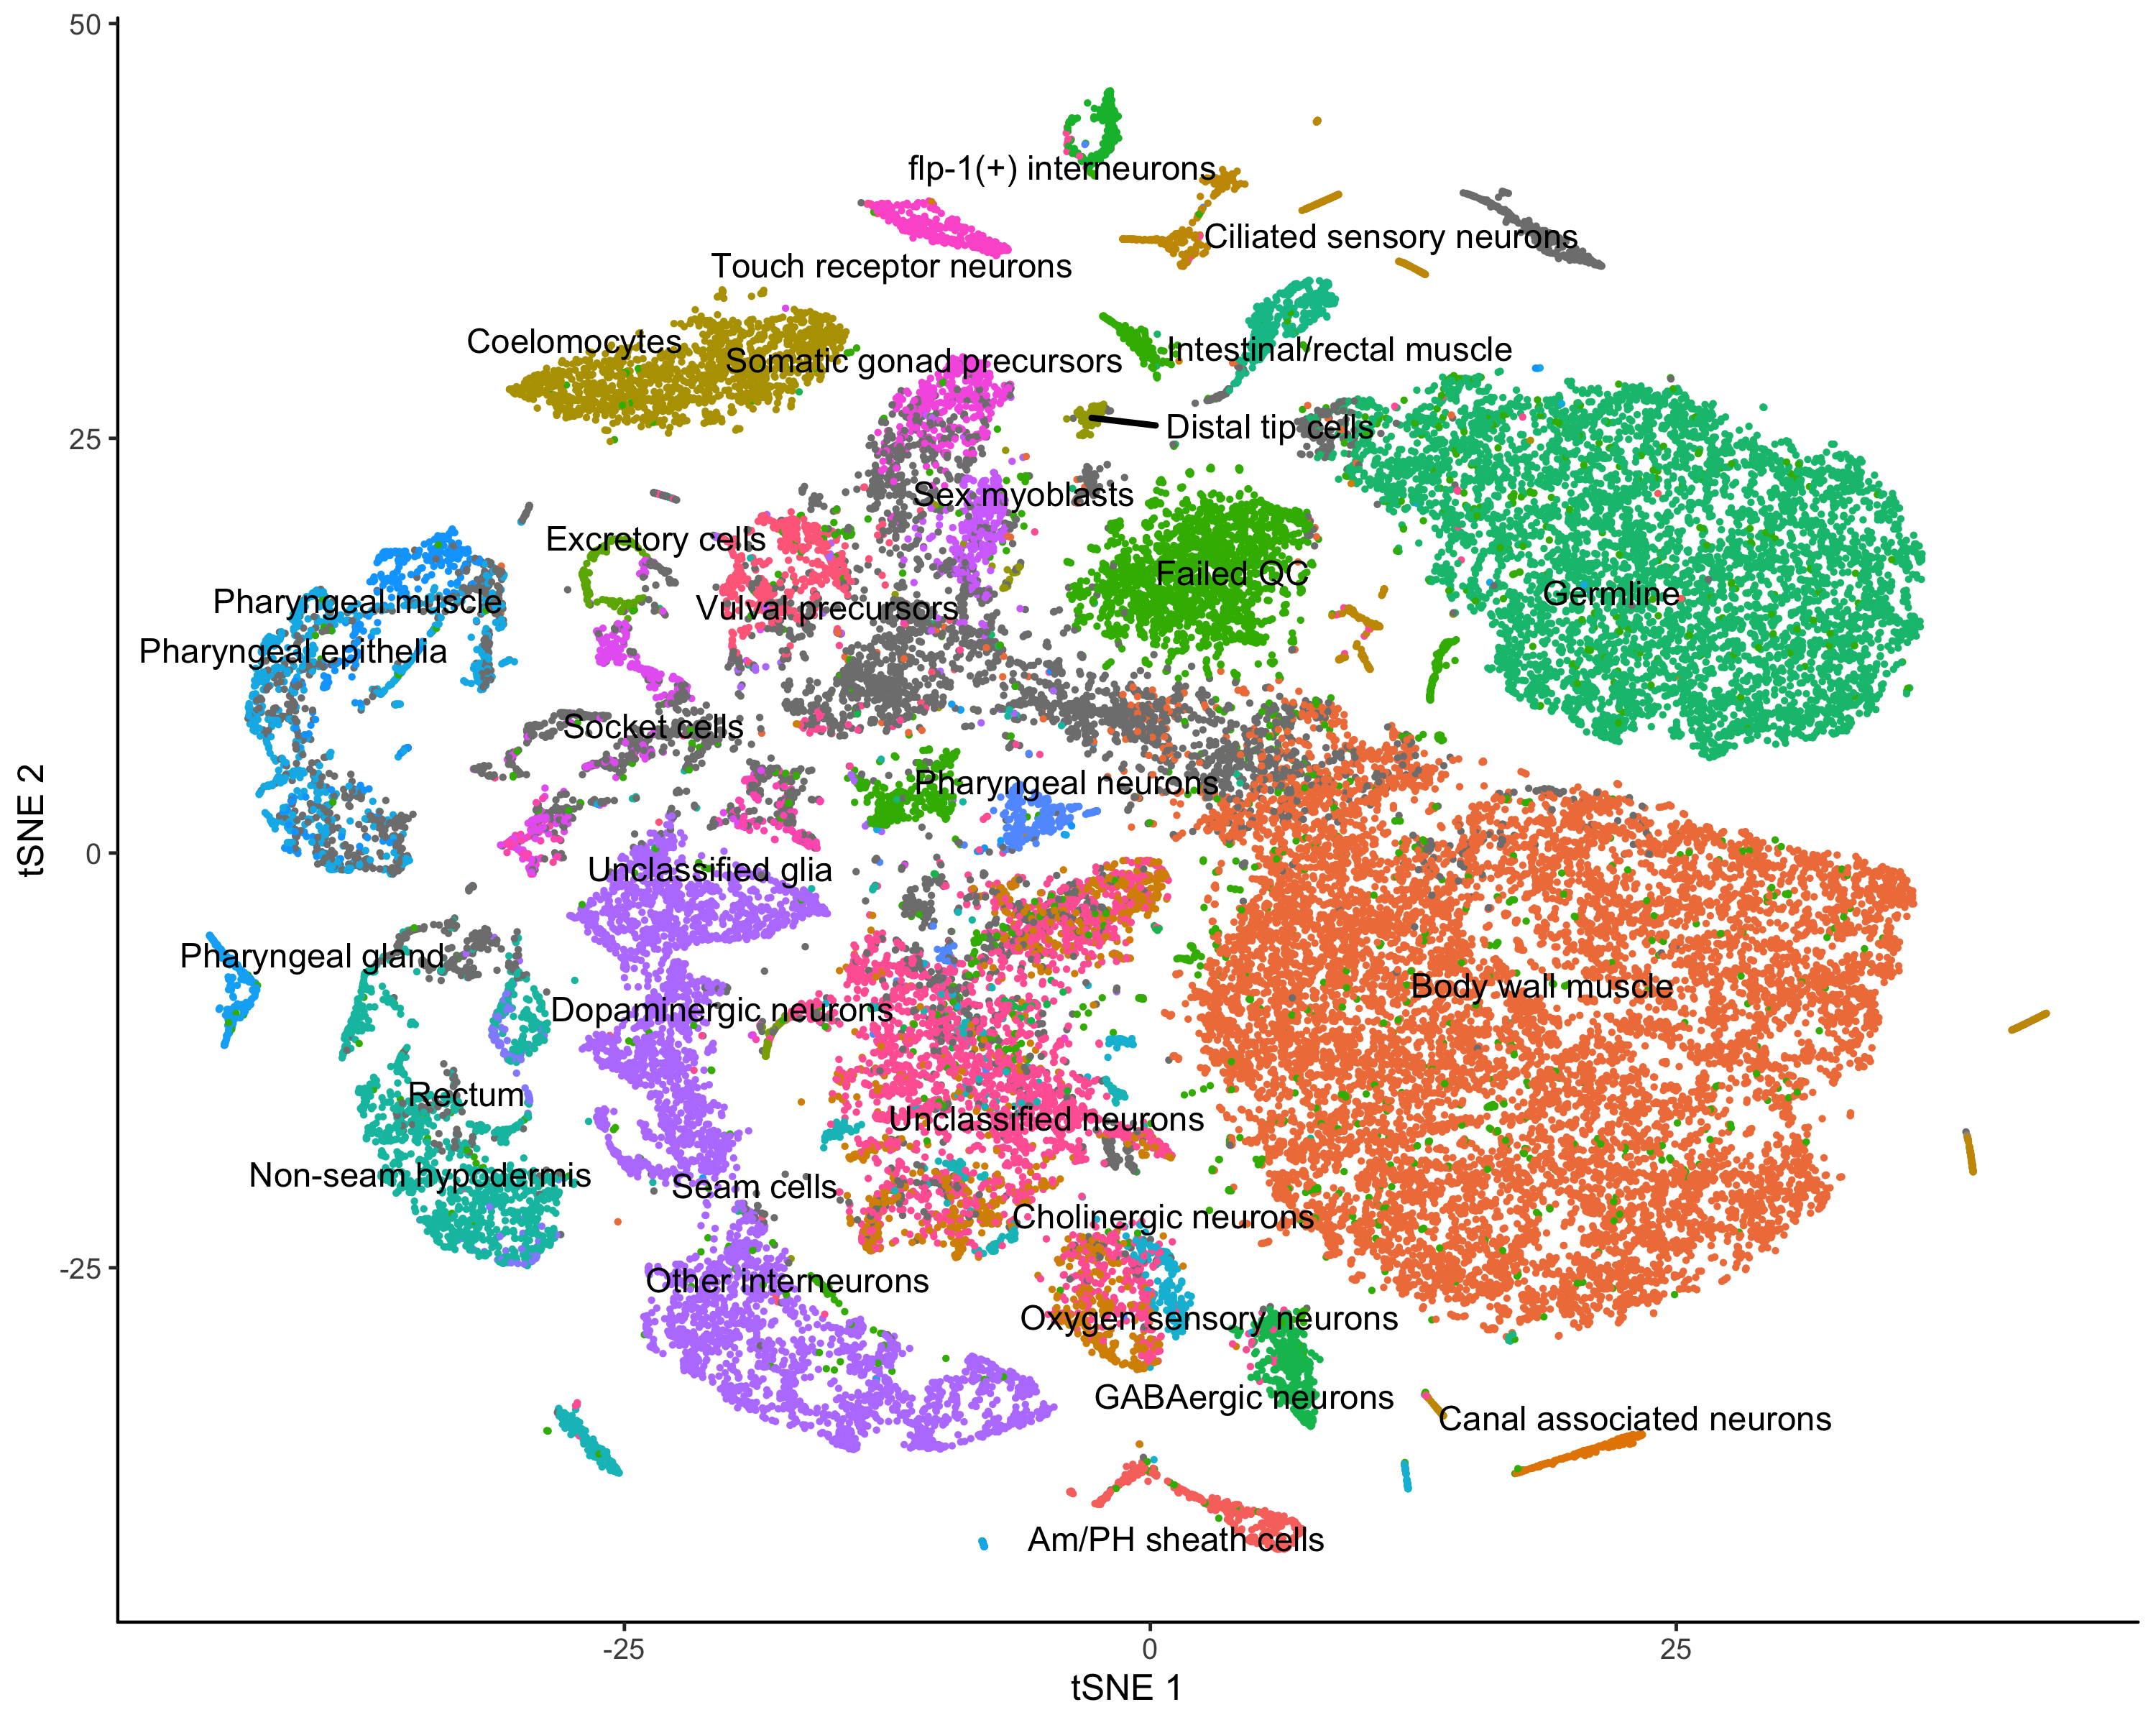 50
flp-1(+) interneurons
Ciliated sensory neurons
Touch receptor neurons
Coelomocytes
Somatic gonad precursors
Intestinal/rectal muscle
25
Distal tip cells
Sex myoblasts
Excretory cells
Failed QC
Germline
Pharyngeal muscle
Vulval precursors
Pharyngeal epithelia
Socket cells
Pharyngeal neurons
tSNE 2
0
Unclassified glia
Pharyngeal gland
Body wall muscle
Dopaminergic neurons
Rectum
Unclassified neurons
Non-seam hypodermis
Seam cells
Cholinergic neurons
-25
Other interneurons
Oxygen sensory neurons
GABAergic neurons
Canal associated neurons
Am/PH sheath cells
-25
0
25
tSNE 1